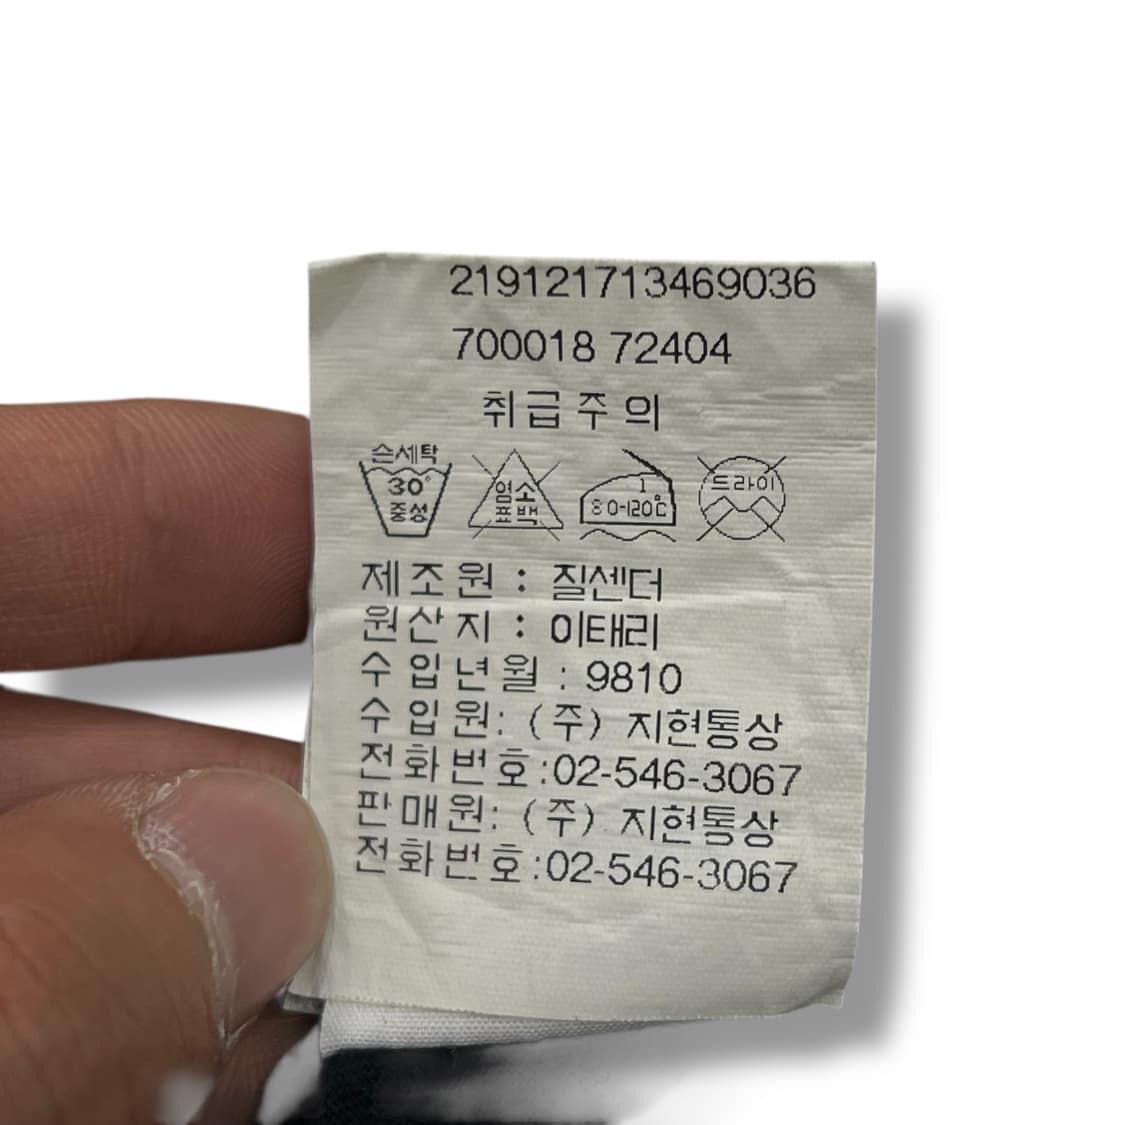 219121713469036
700018 72404
취급주의
손세탁
30°
중성
염소
표백
1
80-120℃
드라이
제조원 : 질센더
원산지 : 이태리
수입년월 : 9810
수입원: (주) 지현통상
전화번호:02-546-3067
판매원: (주) 지현통상
전화번호:02-546-3067